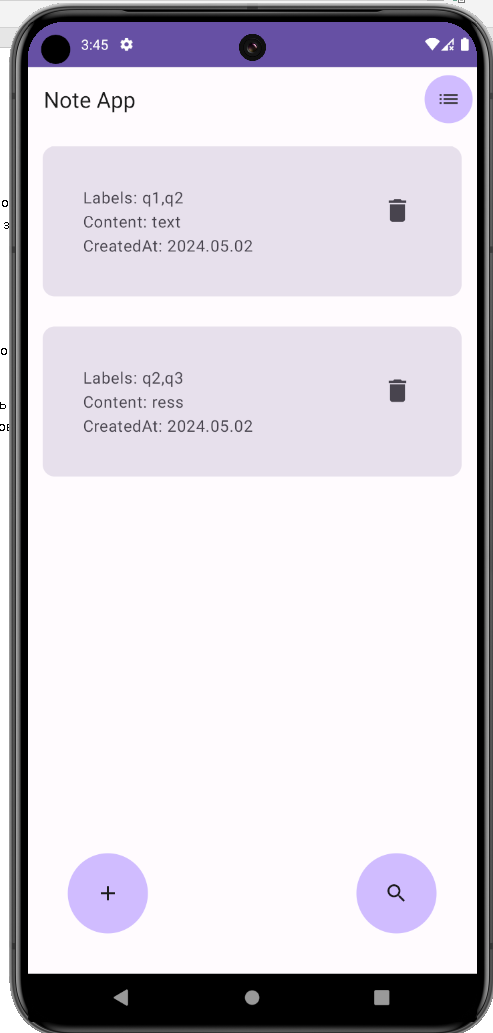 3:45
Note App
Labels: q1,q2
Content: text
CreatedAt: 2024.05.02
Labels: q2,q3
Content: ress
CreatedAt: 2024.05.02